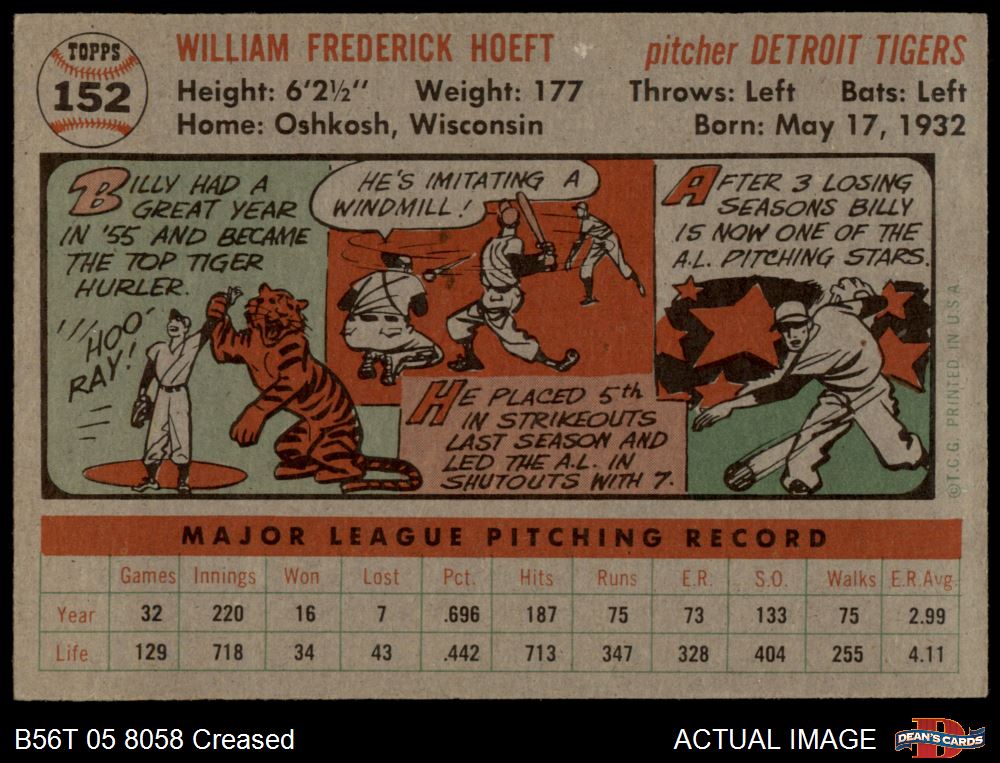 TOPPS
152
WILLIAM FREDERICK HOEFT
pitcher DETROIT TIGERS
Height: 6'2½" Weight: 177 Throws: Left Bats: Left
Home: Oshkosh, Wisconsin Born: May 17, 1932
BILLY HAD A
GREAT YEAR
IN '55 AND BECAME
THE TOP TIGER
HURLER.
HOO
RAY!
HE'S IMITATING A
WINDMILL!
HE PLACED 5th
IN STRIKEOUTS
LAST SEASON AND
LED THE A.L. IN
SHUTOUTS WITH 7.
AFTER 3 LOSING
SEASONS BILLY
IS NOW ONE OF THE
A.L. PITCHING STARS.
©T.C.G. PRINTED IN U.S.A.
MAJOR LEAGUE PITCHING RECORD
Games Innings Won Lost Pct. Hits Runs E.R. S.O. Walks E.R.Avg.
Year 32 220 16 7 .696 187 75 73 133 75 2.99
Life 129 718 34 43 .442 713 347 328 404 255 4.11
B56T 05 8058 Creased
ACTUAL IMAGE
D
DEAN'S CARDS